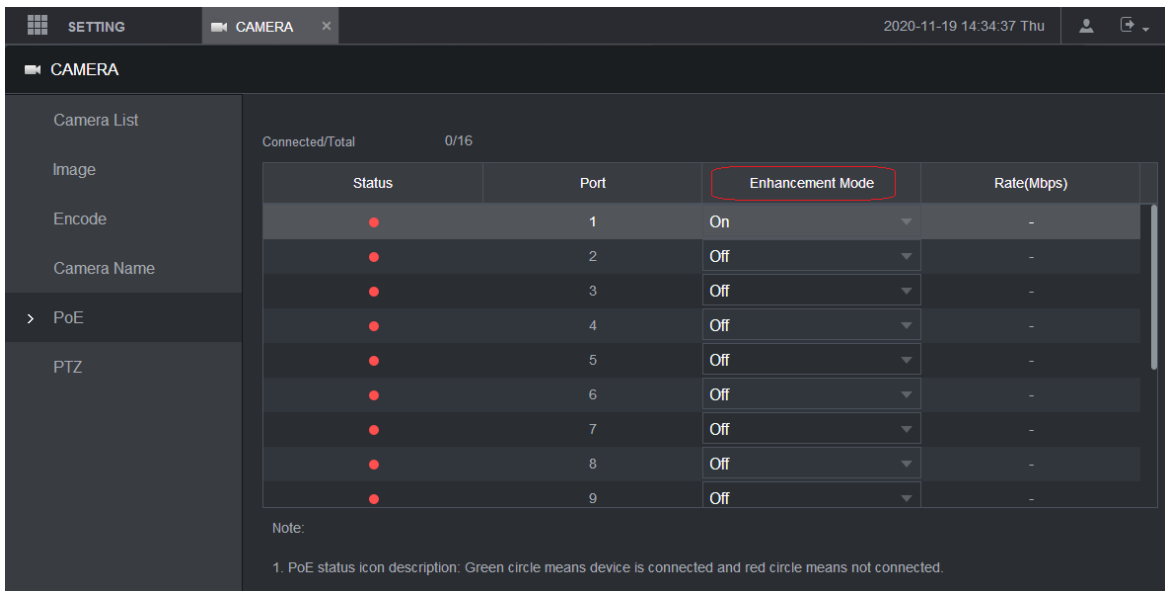 SETTING CAMERA × 2020-11-19 14:34:37 Thu
CAMERA
Camera List
Image
Encode
Camera Name
PoE
PTZ
Connected/Total 0/16
Status Port Enhancement Mode Rate(Mbps)
1 On -
2 Off -
3 Off -
4 Off -
5 Off -
6 Off -
7 Off -
8 Off -
9 Off -
Note:
1. PoE status icon description: Green circle means device is connected and red circle means not connected.